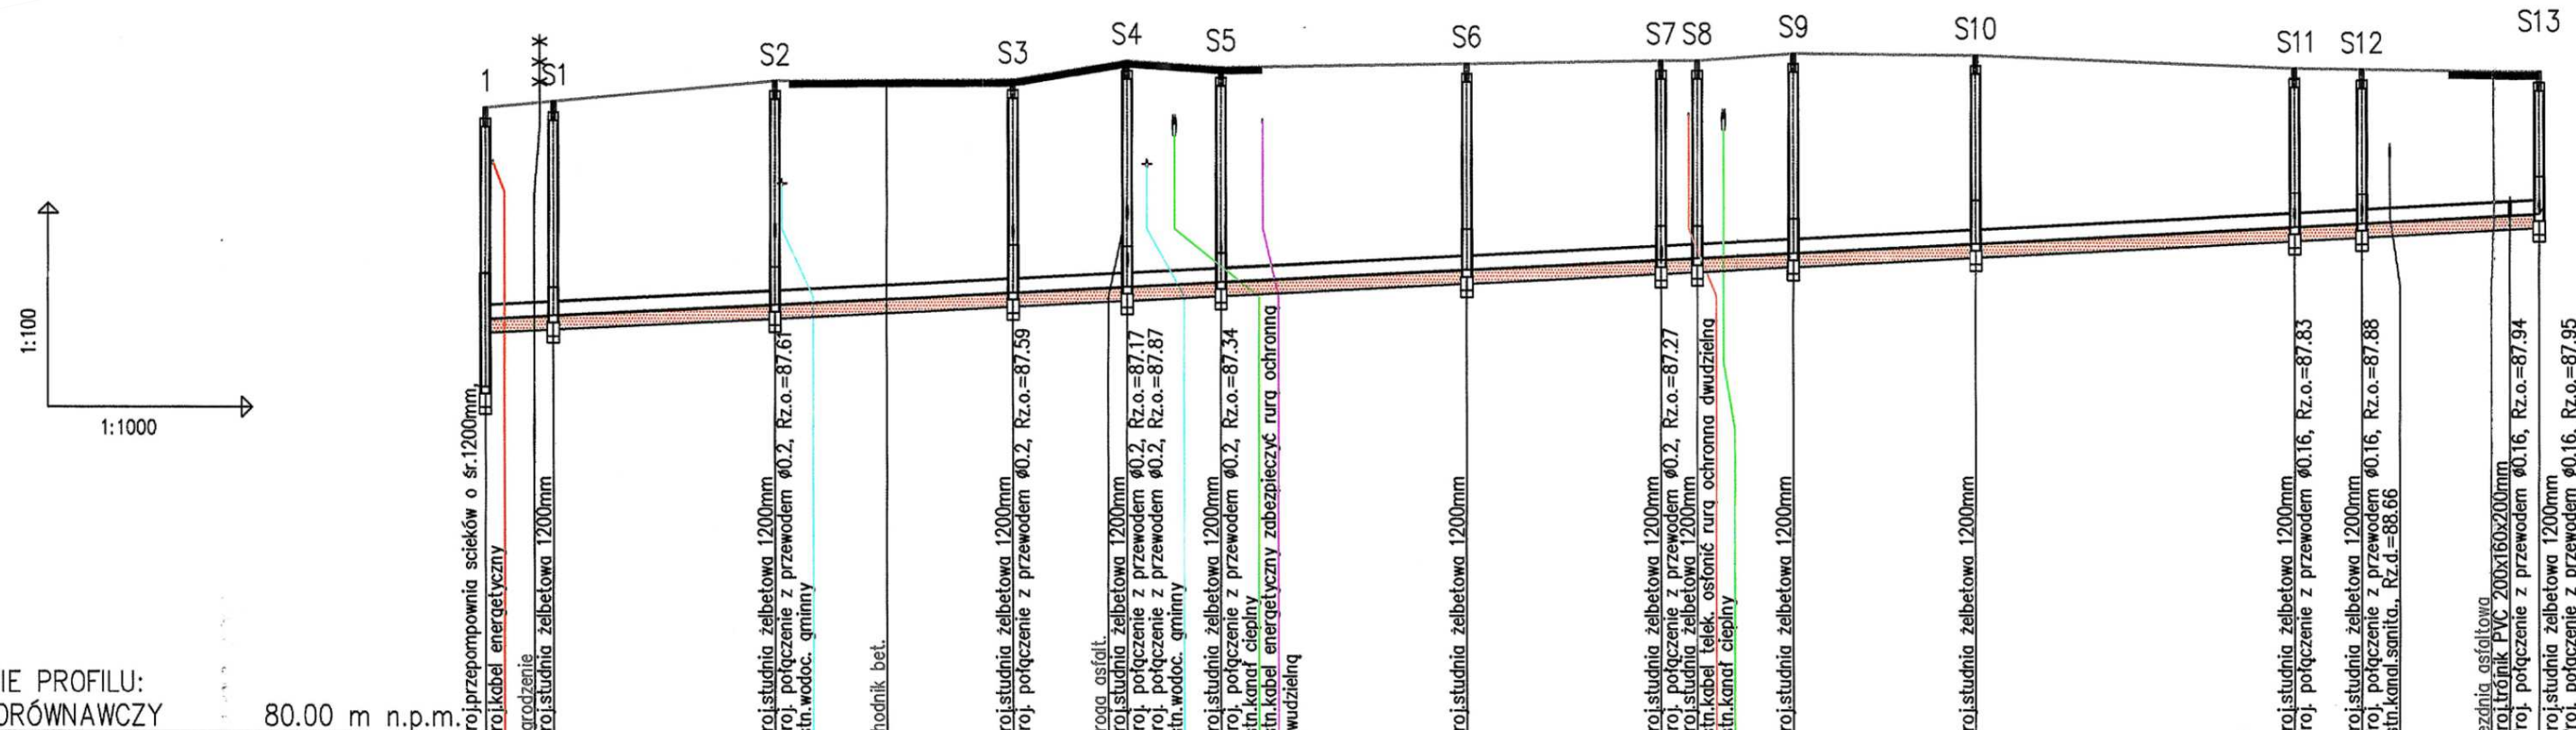 1
S1
S2
S3
S4
S5
S6
S7
S8
S9
S10
S11
S12
S13
1:100
1:1000
IE PROFILU:
ORÓWNAWCZY
80.00 m n.p.m.
roj.przepompownia scieków o śr.1200mm,
roj.kabel energetyczny
grodzenie
roj.studnia żelbetowa 1200mm
roj.studnia żelbetowa 1200mm
roj. połączenie z przewodem ø0.2, Rz.o.=87.61
stn.wodoc. gminny
hodnik bet.
roj.studnia żelbetowa 1200mm
roj. połączenie z przewodem ø0.2, Rz.o.=87.59
roga asfalt.
roj.studnia żelbetowa 1200mm
roj. połączenie z przewodem ø0.2, Rz.o.=87.17
roj. połączenie z przewodem ø0.2, Rz.o.=87.87
stn.wodoc. gminny
roj.studnia żelbetowa 1200mm
roj. połączenie z przewodem ø0.2, Rz.o.=87.34
stn.kanał cieplny
stn.kabel energetyczny zabezpieczyć rurą ochronną
wudzielną
roj.studnia żelbetowa 1200mm
roj.studnia żelbetowa 1200mm
roj. połączenie z przewodem ø0.2, Rz.o.=87.27
roj.studnia żelbetowa 1200mm
stn.kabel telek. osłonić rurą ochronną dwudzielną
stn.kanał cieplny
roj.studnia żelbetowa 1200mm
roj.studnia żelbetowa 1200mm
roj.studnia żelbetowa 1200mm
roj. połączenie z przewodem ø0.16, Rz.o.=87.83
roj.studnia żelbetowa 1200mm
roj. połączenie z przewodem ø0.16, Rz.o.=87.88
stn.kanal.sanita., Rz.d.=88.66
ezdnia asfaltowa
roj.trójnik PVC 200x160x200mm
roj. połączenie z przewodem ø0.16, Rz.o.=87.94
roj.studnia żelbetowa 1200mm
roj. połączenie z przewodem ø0.16, Rz.o.=87.95